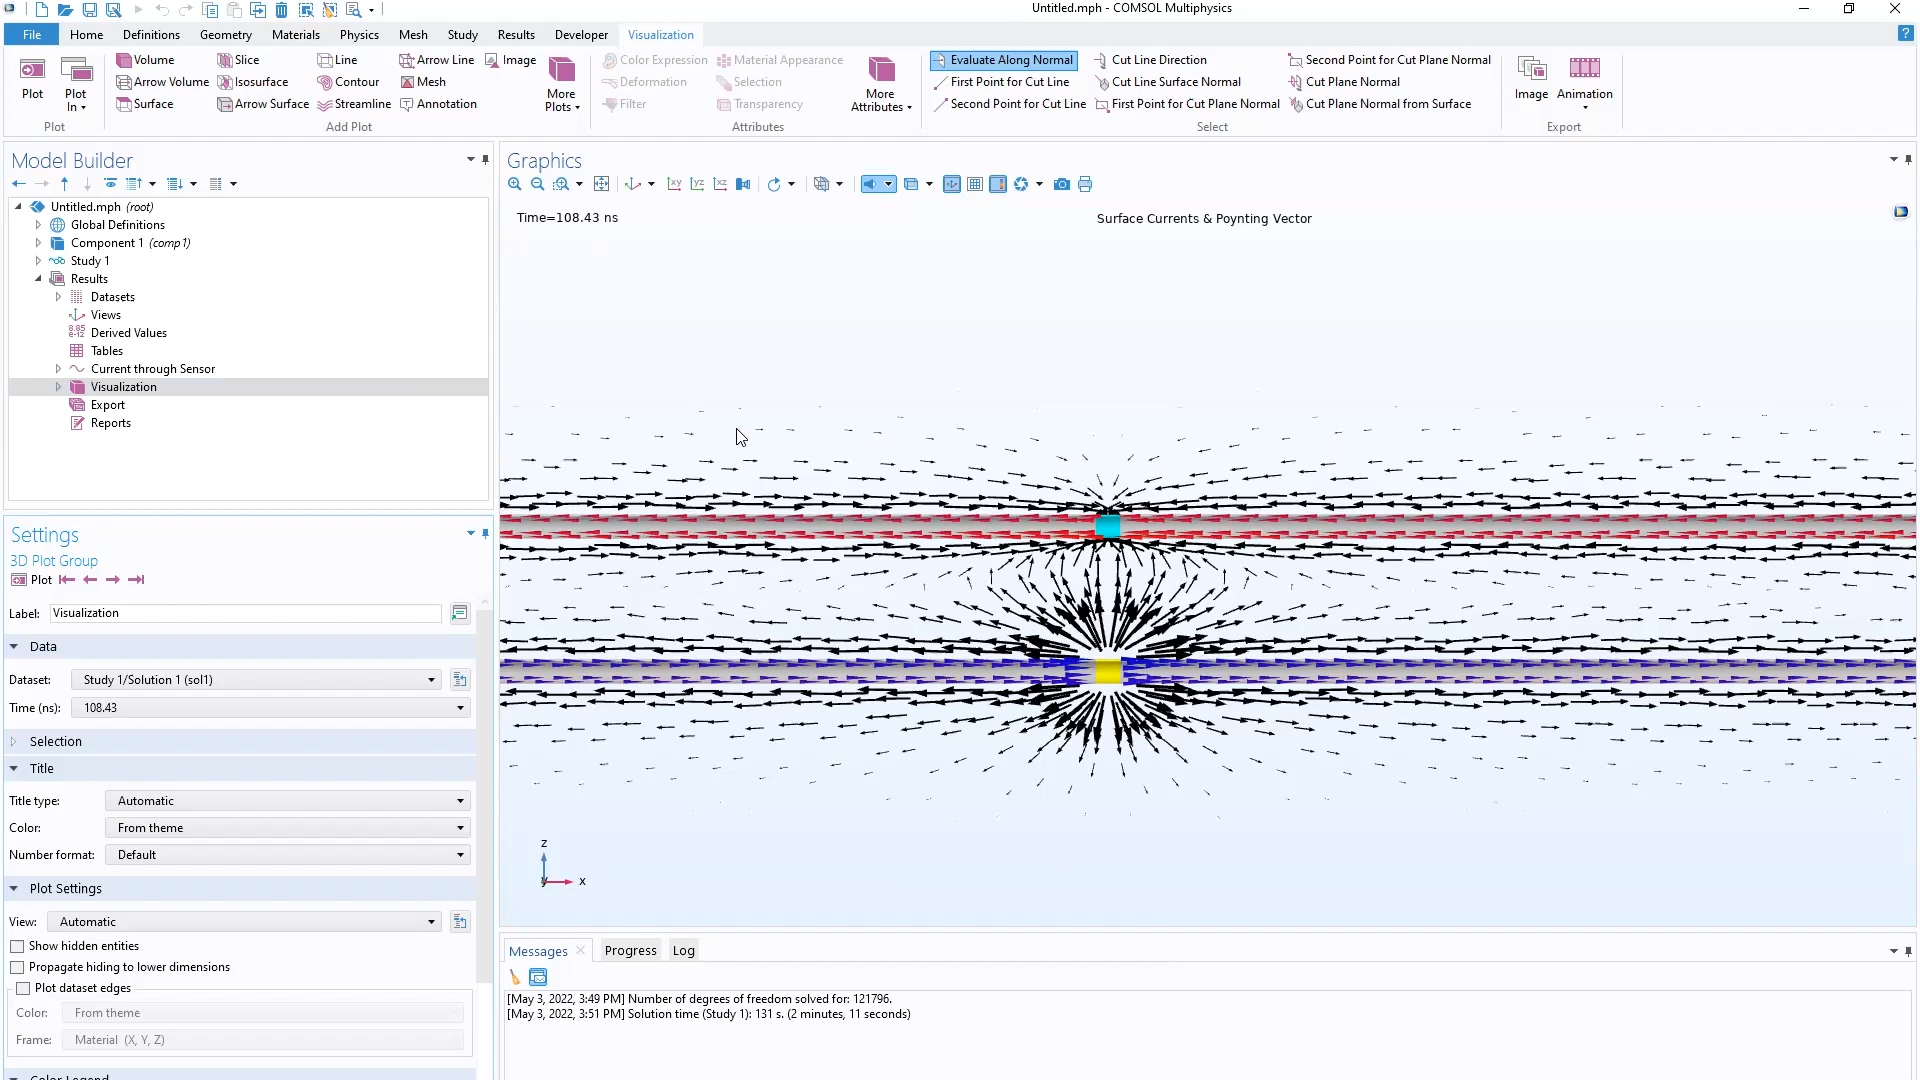 Untitled.mph - COMSOL Multiphysics
File Home Definitions Geometry Materials Physics Mesh Study Results Developer Visualization
Plot
Plot In
Plot
Volume
Arrow Volume
Surface
Slice
Isosurface
Arrow Surface
Line
Contour
Streamline
Arrow Line
Mesh
Annotation
Image
More Plots
Add Plot
Color Expression
Deformation
Filter
Material Appearance
Selection
Transparency
More Attributes
Attributes
Evaluate Along Normal
First Point for Cut Line
Second Point for Cut Line
Cut Line Direction
Cut Line Surface Normal
First Point for Cut Plane Normal
Second Point for Cut Plane Normal
Cut Plane Normal
Cut Plane Normal from Surface
Select
Image
Animation
Export
Model Builder
Untitled.mph (root)
Global Definitions
Component 1 (comp1)
Study 1
Results
Datasets
Views
8.85
e-12
Derived Values
Tables
Current through Sensor
Visualization
Export
Reports
Settings
3D Plot Group
Plot
Label: Visualization
Data
Dataset: Study 1/Solution 1 (sol1)
Time (ns): 108.43
Selection
Title
Title type: Automatic
Color: From theme
Number format: Default
Plot Settings
View: Automatic
Show hidden entities
Propagate hiding to lower dimensions
Plot dataset edges
Color: From theme
Frame: Material (X, Y, Z)
Color Legend
Graphics
xy yz xz
Time=108.43 ns
Surface Currents & Poynting Vector
z
y x
Messages Progress Log
[May 3, 2022, 3:49 PM] Number of degrees of freedom solved for: 121796.
[May 3, 2022, 3:51 PM] Solution time (Study 1): 131 s. (2 minutes, 11 seconds)